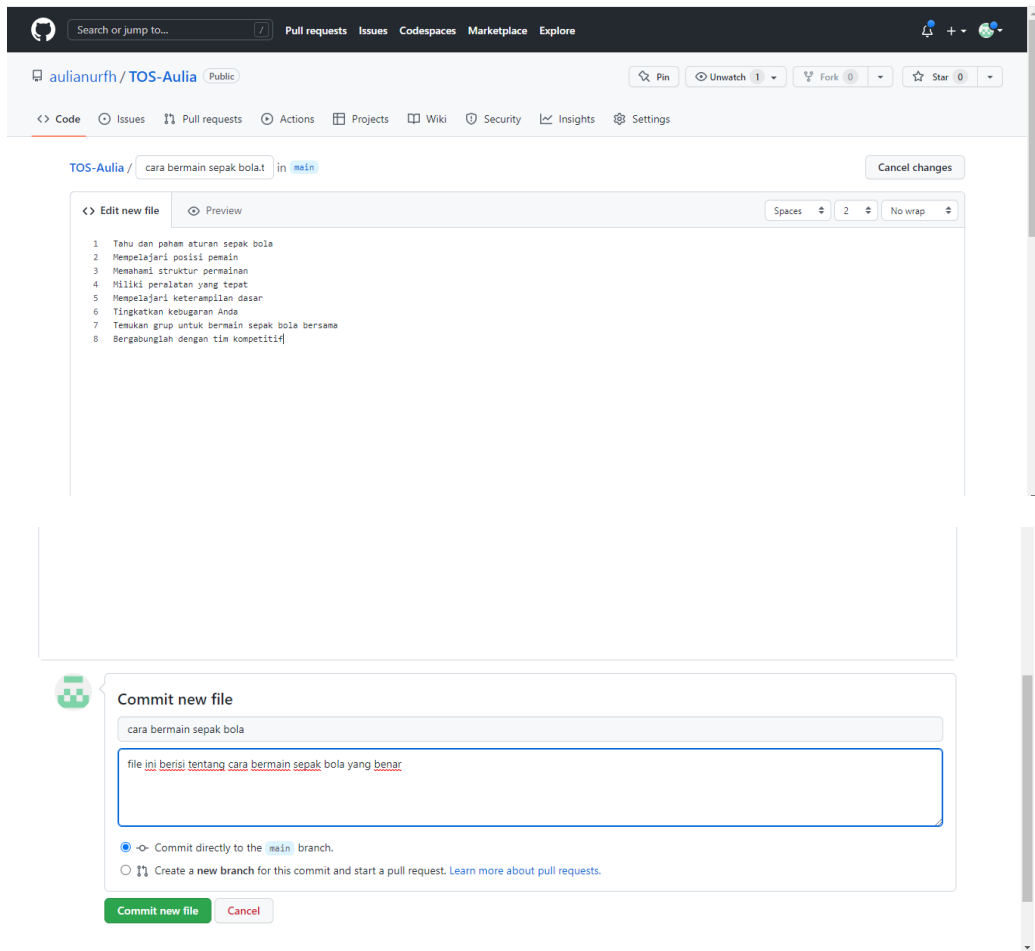 Search or jump to... / Pull requests Issues Codespaces Marketplace Explore
aulianurfh / TOS-Aulia Public Pin Unwatch 1 Fork 0 Star 0
Code Issues Pull requests Actions Projects Wiki Security Insights Settings
TOS-Aulia / cara bermain sepak bola.t in main Cancel changes
Edit new file Preview Spaces 2 No wrap
1 Tahu dan paham aturan sepak bola
2 Mempelajari posisi pemain
3 Memahami struktur permainan
4 Miliki peralatan yang tepat
5 Mempelajari keterampilan dasar
6 Tingkatkan kebugaran Anda
7 Temukan grup untuk bermain sepak bola bersama
8 Bergabunglah dengan tim kompetitif
Commit new file
cara bermain sepak bola
file ini berisi tentang cara bermain sepak bola yang benar
Commit directly to the main branch.
Create a new branch for this commit and start a pull request. Learn more about pull requests.
Commit new file Cancel